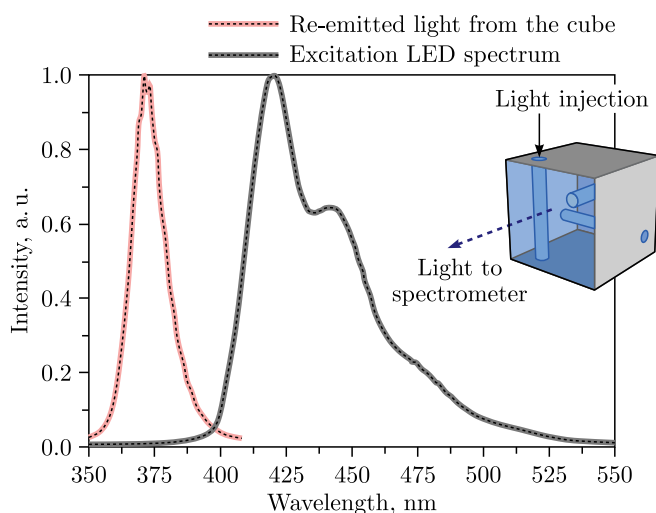 Re-emitted light from the cube
Excitation LED spectrum
1.0
0.8
0.6
0.4
0.2
0.0
Intensity, a. u.
Light injection
Light to
spectrometer
350 375 400 425 450 475 500 525 550
Wavelength, nm